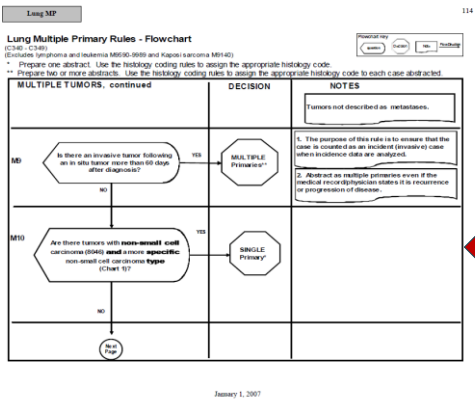 Lung MP
114
Lung Multiple Primary Rules - Flowchart
(C340 - C349)
(Excludes lymphoma and leukemia M9590-9989 and Kaposi sarcoma M9140)
Flowchart Key
* Prepare one abstract. Use the histology coding rules to assign the appropriate histology code.
** Prepare two or more abstracts. Use the histology coding rules to assign the appropriate histology code to each case abstracted.
MULTIPLE TUMORS, continued
DECISION
NOTES
Tumors not described as metastases.
M9
Is there an invasive tumor following
an in situ tumor more than 60 days
after diagnosis?
YES
MULTIPLE
Primaries**
1. The purpose of this rule is to ensure that the
case is counted as an incident (invasive) case
when incidence data are analyzed.
2. Abstract as multiple primaries even if the
medical record/physician states it is recurrence
or progression of disease.
NO
M10
Are there tumors with non-small cell
carcinoma (8046) and a more specific
non-small cell carcinoma type
(Chart 1)?
YES
SINGLE
Primary*
NO
Next
Page
January 1, 2007